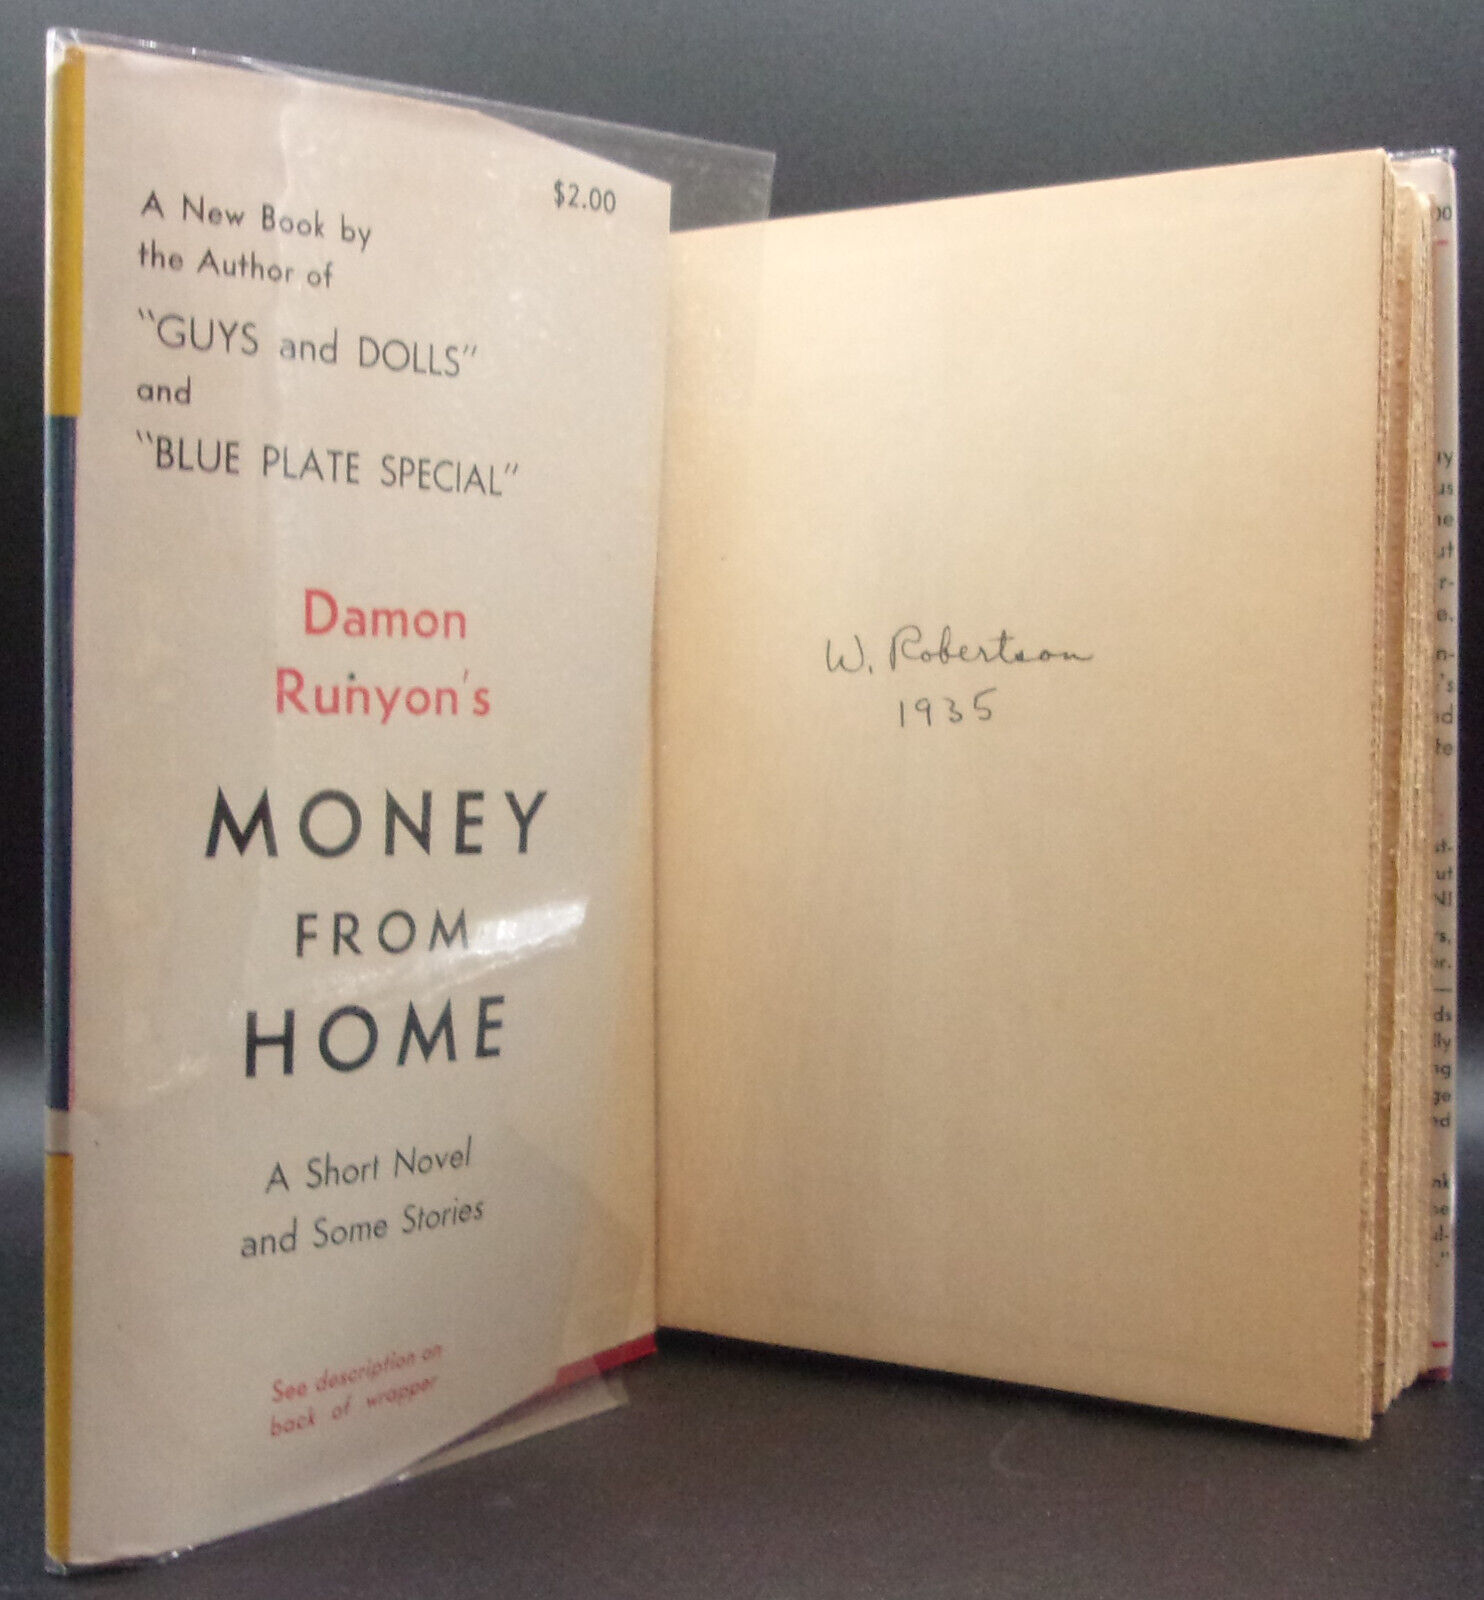 A New Book by
the Author of
"GUYS and DOLLS"
and
"BLUE PLATE SPECIAL"
$2.00
Damon
Runyon's
MONEY
FROM
HOME
A Short Novel
and Some Stories
See description on
back of wrapper
W. Robertson
1935